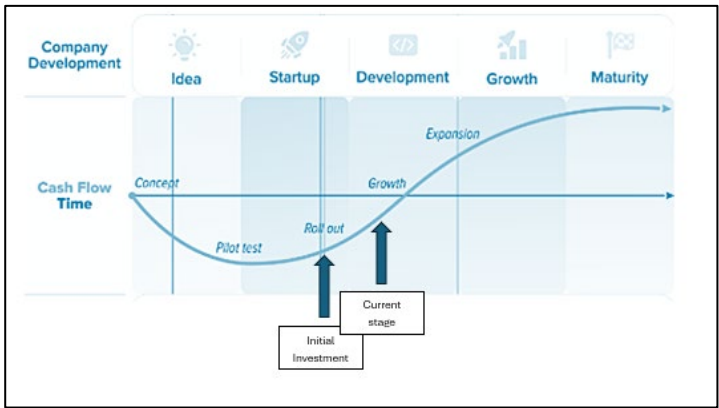 Company
Development
Idea
Startup
Development
Growth
Maturity
Cash Flow
Time
Concept
Pilot test
Roll out
Growth
Expansion
Current
stage
Initial
Investment